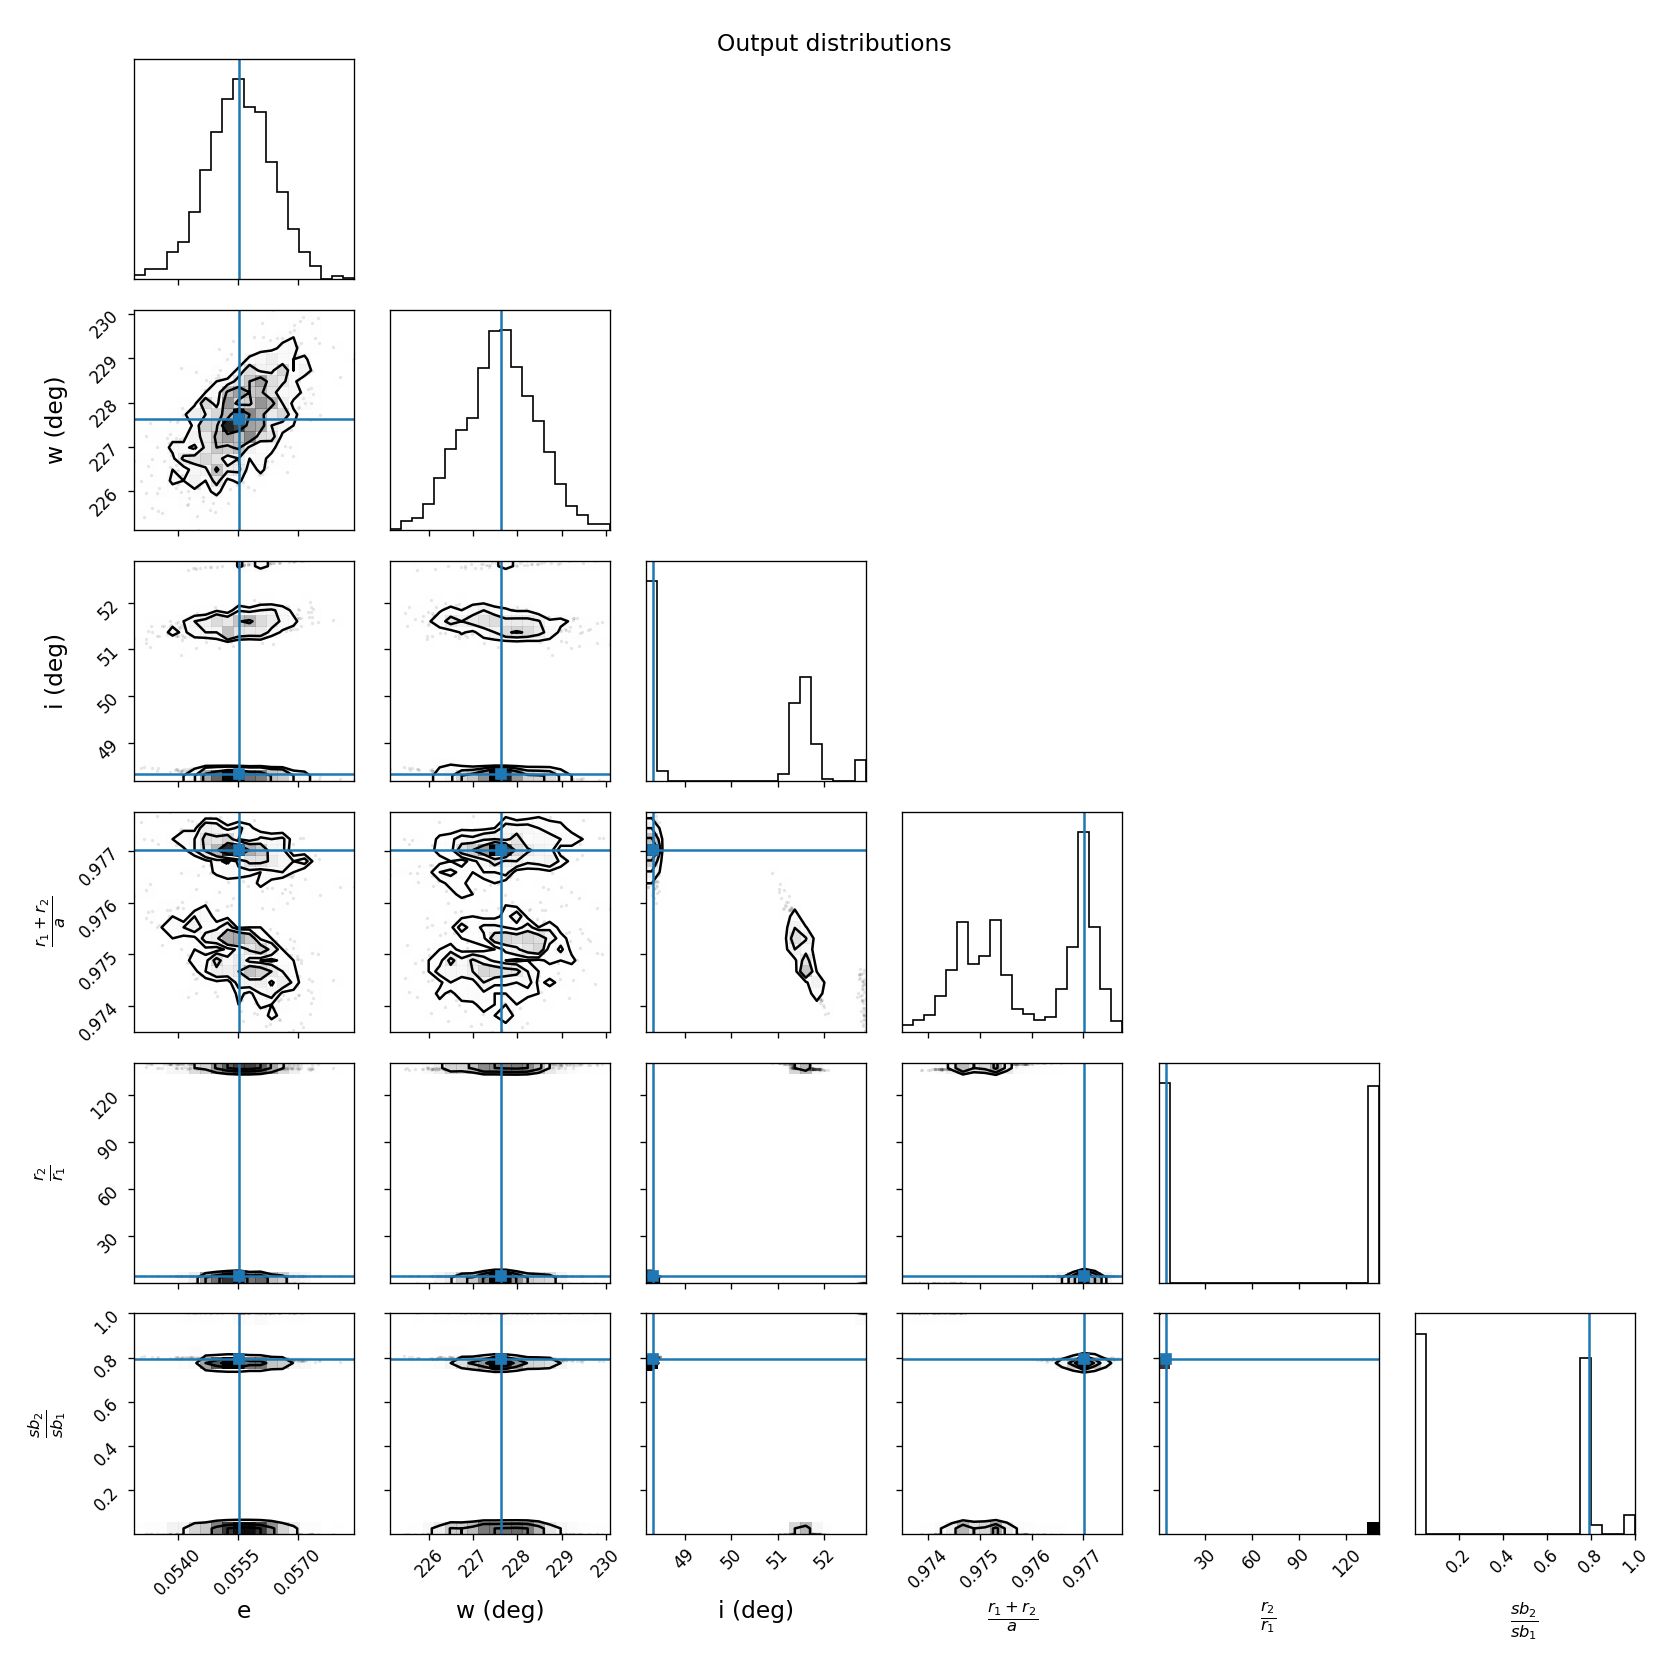 Output distributions
230
229
228
227
226
w (deg)
52
51
50
49
i (deg)
0.977
0.976
0.975
0.974
r₁ + r₂
a
120
90
60
30
r₂
r₁
1.0
0.8
0.6
0.4
0.2
sb₂
sb₁
0.0540 0.0555 0.0570
226 227 228 229 230
49 50 51 52
0.974 0.975 0.976 0.977
30 60 90 120
0.2 0.4 0.6 0.8 1.0
e
w (deg)
i (deg)
r₁ + r₂
a
r₂
r₁
sb₂
sb₁